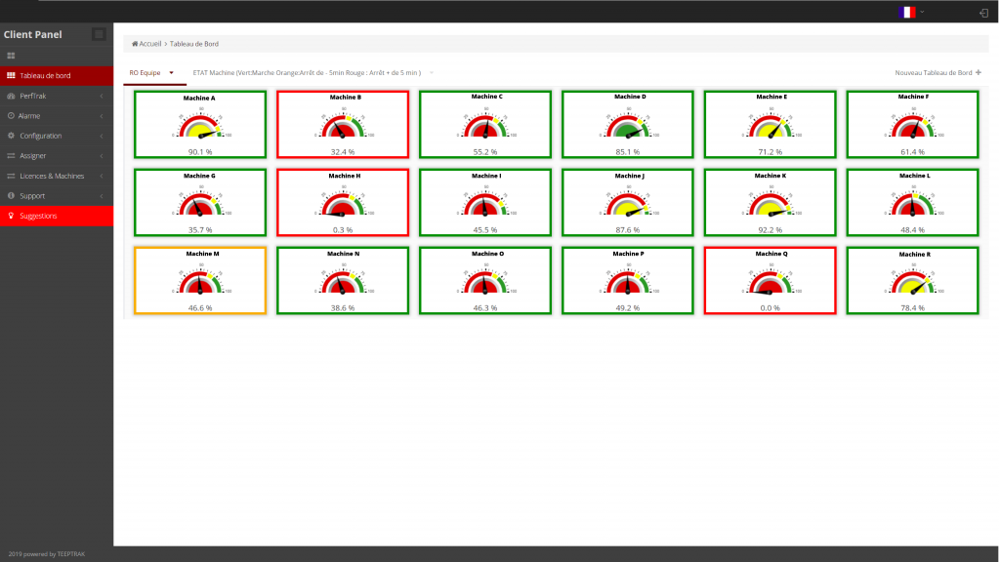 Client Panel
Tableau de bord
PerfTrak
Alarme
Configuration
Assigner
Licences & Machines
Support
Suggestions
2019 powered by TEEPTRAK
Accueil > Tableau de Bord
RO Equipe
ETAT Machine (Vert:Marche Orange:Arrêt de - 5min Rouge : Arrêt + de 5 min )
Nouveau Tableau de Bord +
Machine A
90.1 %
Machine B
32.4 %
Machine C
55.2 %
Machine D
85.1 %
Machine E
71.2 %
Machine F
61.4 %
Machine G
35.7 %
Machine H
0.3 %
Machine I
45.5 %
Machine J
87.6 %
Machine K
92.2 %
Machine L
48.4 %
Machine M
46.6 %
Machine N
38.6 %
Machine O
46.3 %
Machine P
49.2 %
Machine Q
0.0 %
Machine R
78.4 %